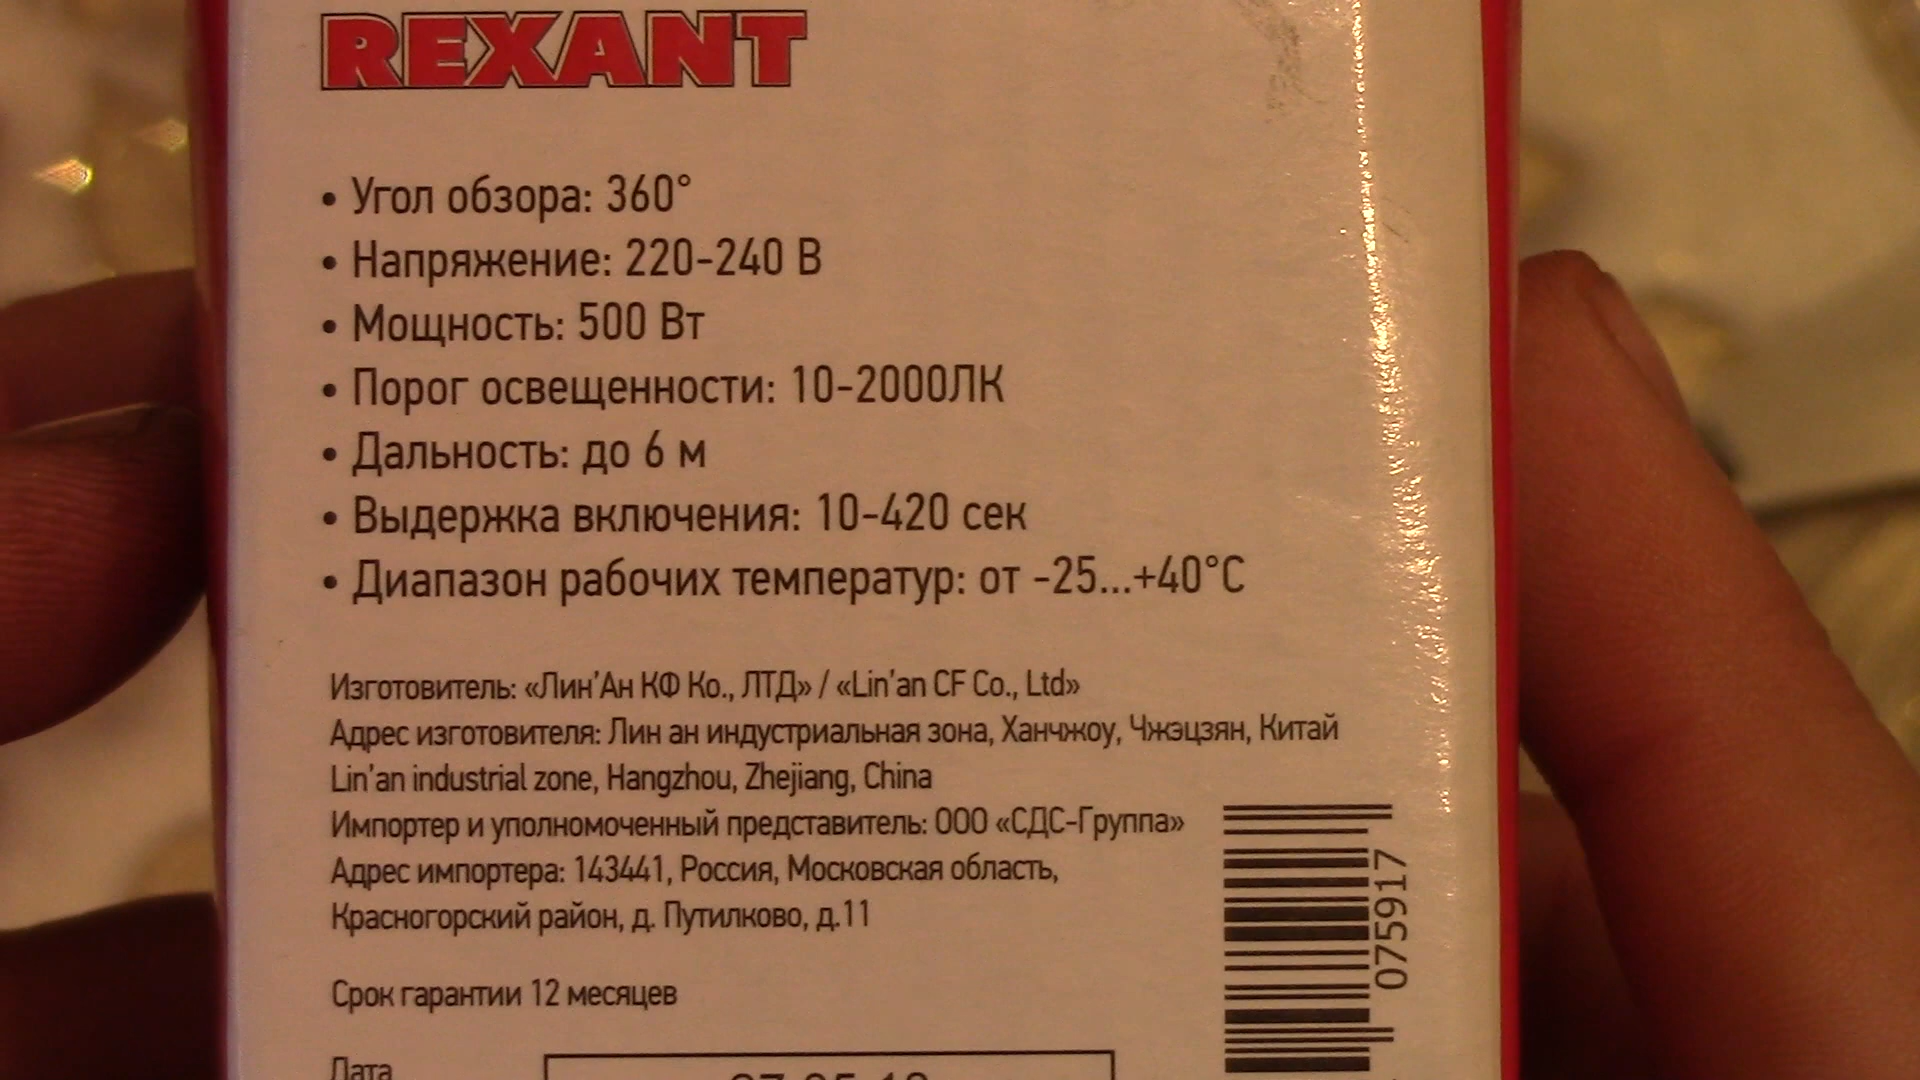 REXANT
• Угол обзора: 360°
• Напряжение: 220-240 В
• Мощность: 500 Вт
• Порог освещенности: 10-2000ЛК
• Дальность: до 6 м
• Выдержка включения: 10-420 сек
• Диапазон рабочих температур: от -25...+40°C
Изготовитель: «Лин’Ан КФ Ко., ЛТД» / «Lin’an CF Co., Ltd»
Адрес изготовителя: Лин ан индустриальная зона, Ханчжоу, Чжэцзян, Китай
Lin’an industrial zone, Hangzhou, Zhejiang, China
Импортер и уполномоченный представитель: ООО «СДС-Группа»
Адрес импортера: 143441, Россия, Московская область,
Красногорский район, д. Путилково, д.11
Срок гарантии 12 месяцев
Дата
075917